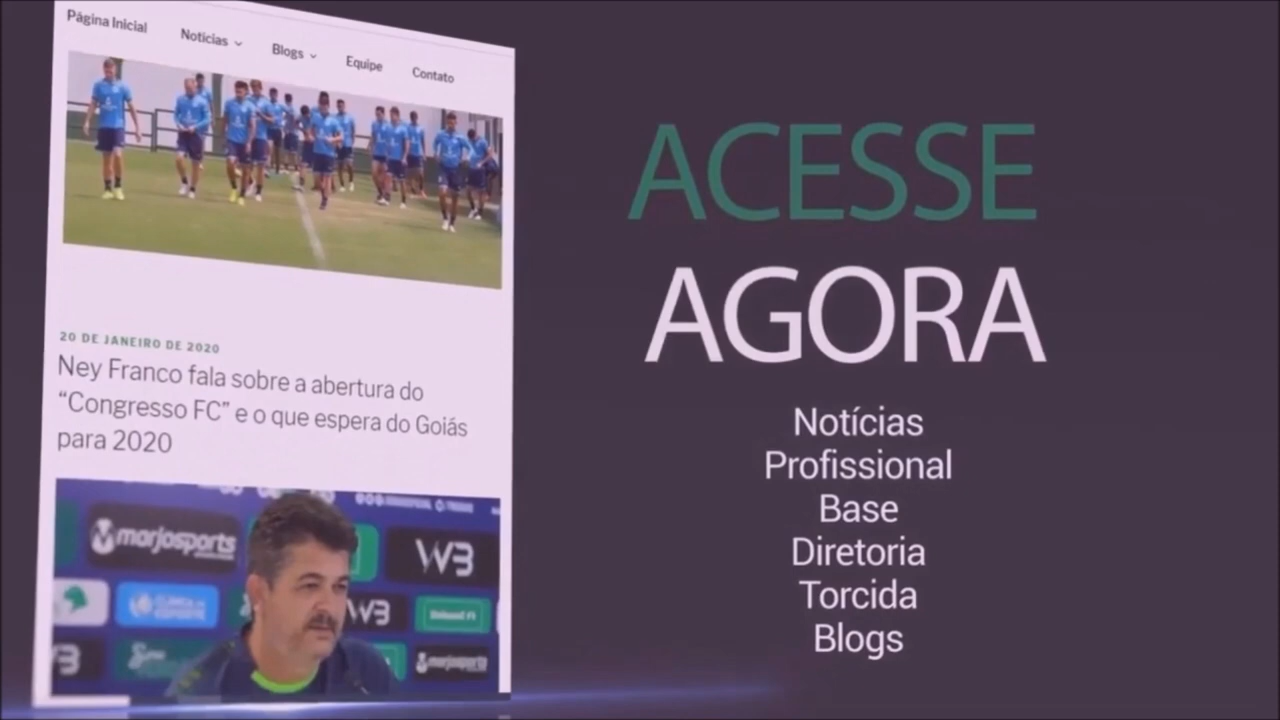 Página Inicial Notícias Blogs Equipe Contato
20 DE JANEIRO DE 2020
Ney Franco fala sobre a abertura do
“Congresso FC” e o que espera do Goiás
para 2020
marjosports
W3
W3
marjosports
ACESSE
AGORA
Notícias
Profissional
Base
Diretoria
Torcida
Blogs